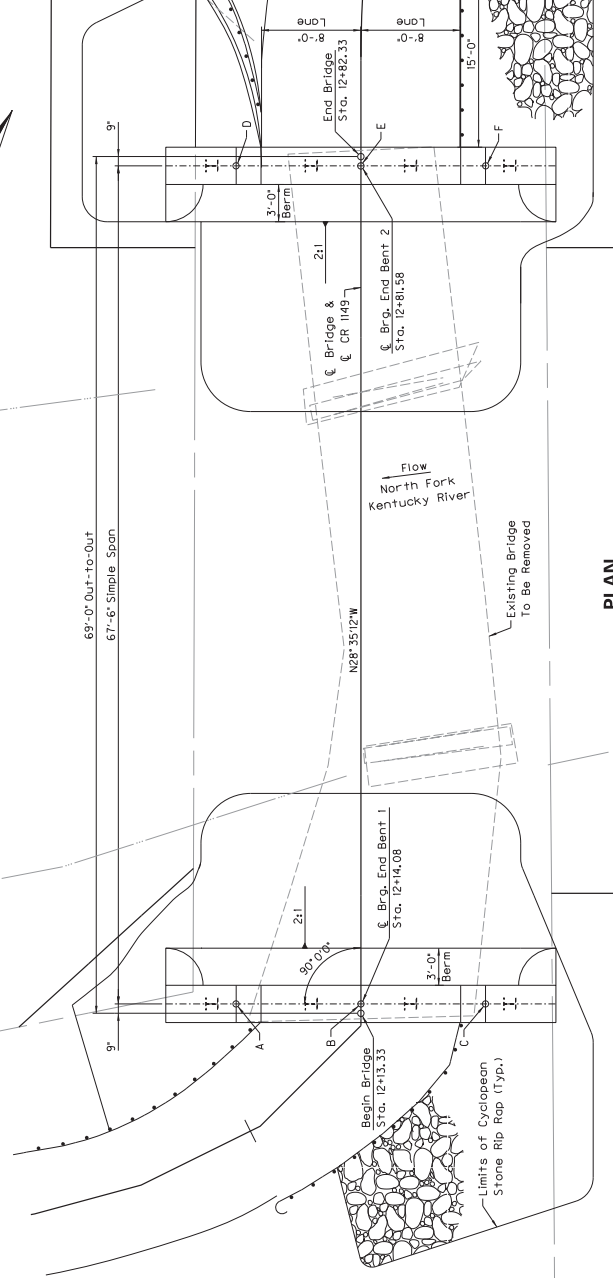 Lane
8'-0"
8'-0"
Lane
15'-0"
End Bridge
Sta. 12+82.33
9"
D
E
F
3'-0"
Berm
2:1
℄ Bridge &
℄ CR 1149
℄ Brg. End Bent 2
Sta. 12+81.58
Flow
North Fork
Kentucky River
69'-0" Out-to-Out
67'-6" Simple Span
N28°35'12"W
Existing Bridge
To Be Removed
PLAN
2:1
90°0'0"
℄ Brg. End Bent 1
Sta. 12+14.08
3'-0"
Berm
9"
A
B
C
Begin Bridge
Sta. 12+13.33
Limits of Cyclopean
Stone Rip Rap (Typ.)